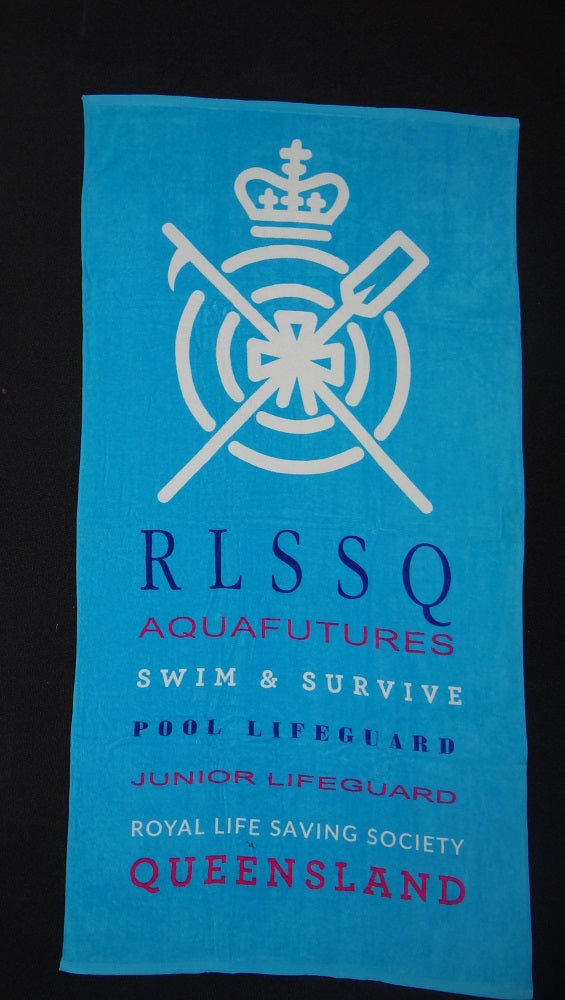 RLSSQ
AQUAFUTURES
SWIM & SURVIVE
POOL LIFEGUARD
JUNIOR LIFEGUARD
ROYAL LIFE SAVING SOCIETY
QUEENSLAND